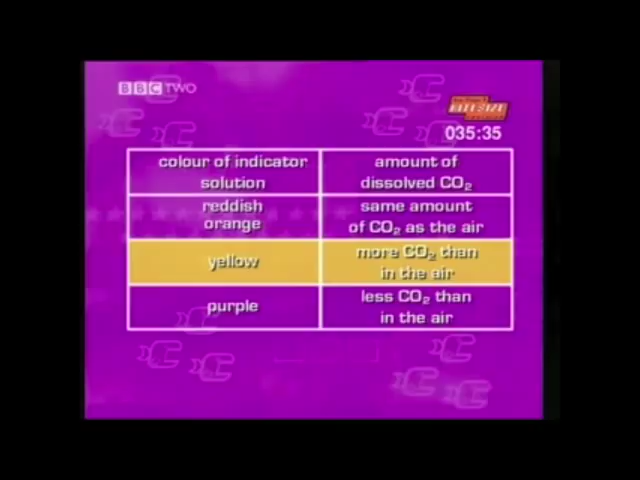 BBC TWO
BITESIZE
035:35
colour of indicator
solution
amount of
dissolved CO₂
reddish
orange
same amount
of CO₂ as the air
yellow
more CO₂ than
in the air
purple
less CO₂ than
in the air